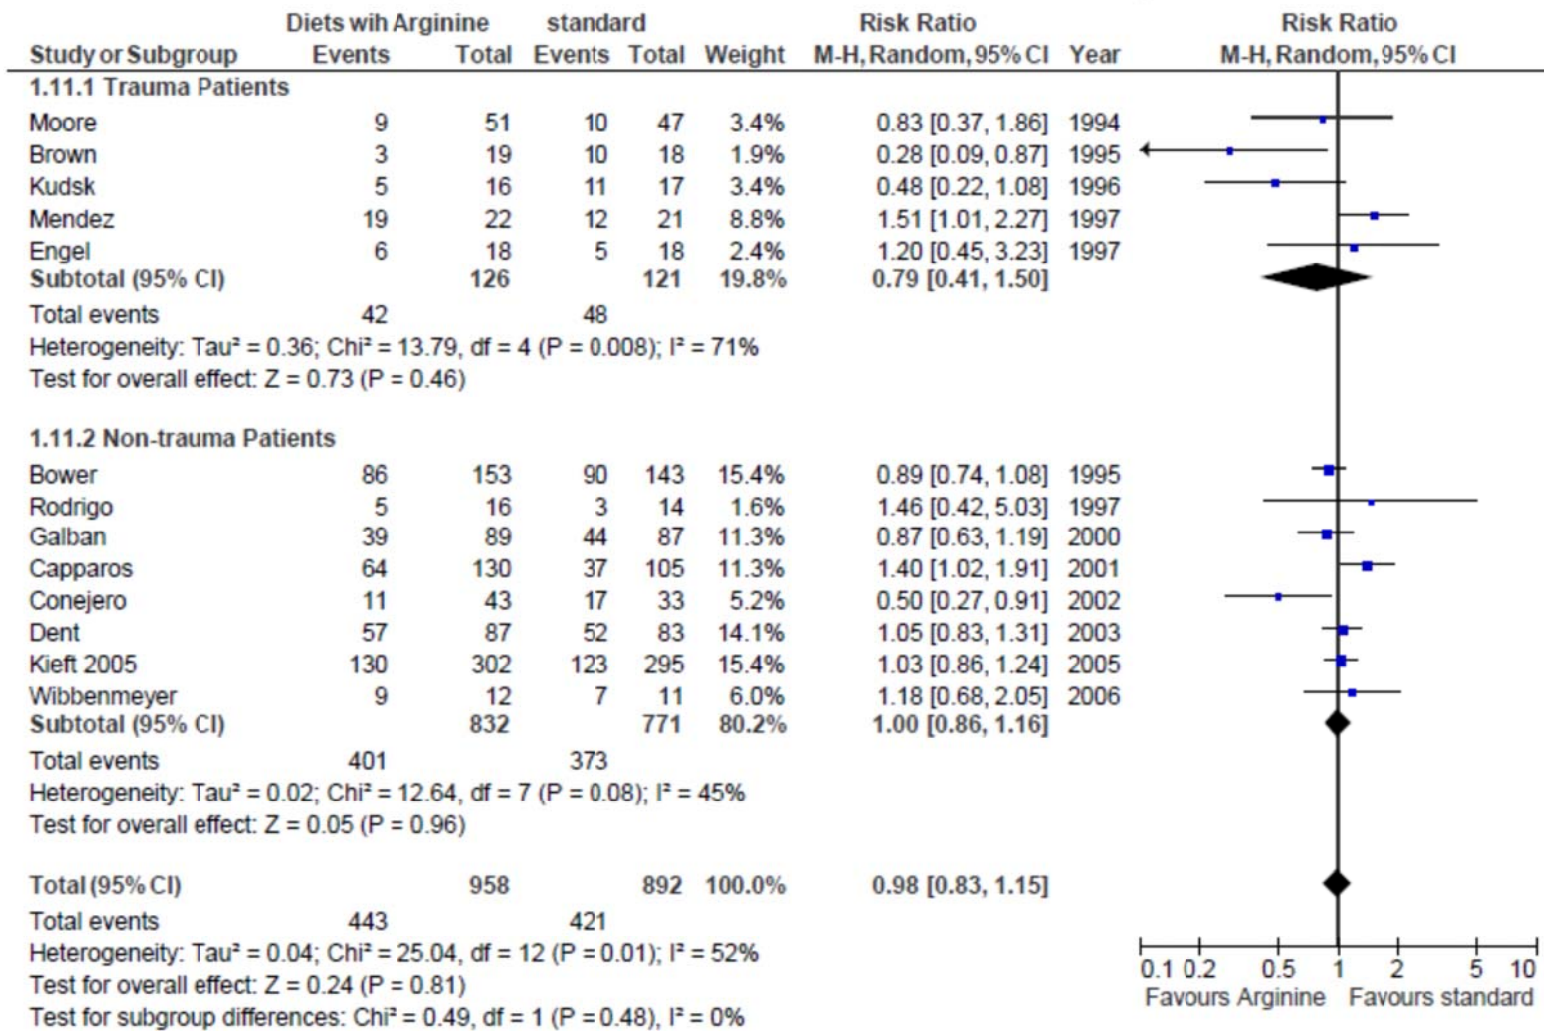 Diets wih Arginine standard Risk Ratio Risk Ratio
Study or Subgroup Events Total Events Total Weight M-H, Random, 95% CI Year M-H, Random, 95% CI
1.11.1 Trauma Patients
Moore 9 51 10 47 3.4% 0.83 [0.37, 1.86] 1994
Brown 3 19 10 18 1.9% 0.28 [0.09, 0.87] 1995
Kudsk 5 16 11 17 3.4% 0.48 [0.22, 1.08] 1996
Mendez 19 22 12 21 8.8% 1.51 [1.01, 2.27] 1997
Engel 6 18 5 18 2.4% 1.20 [0.45, 3.23] 1997
Subtotal (95% CI) 126 121 19.8% 0.79 [0.41, 1.50]
Total events 42 48
Heterogeneity: Tau² = 0.36; Chi² = 13.79, df = 4 (P = 0.008); I² = 71%
Test for overall effect: Z = 0.73 (P = 0.46)
1.11.2 Non-trauma Patients
Bower 86 153 90 143 15.4% 0.89 [0.74, 1.08] 1995
Rodrigo 5 16 3 14 1.6% 1.46 [0.42, 5.03] 1997
Galban 39 89 44 87 11.3% 0.87 [0.63, 1.19] 2000
Capparos 64 130 37 105 11.3% 1.40 [1.02, 1.91] 2001
Conejero 11 43 17 33 5.2% 0.50 [0.27, 0.91] 2002
Dent 57 87 52 83 14.1% 1.05 [0.83, 1.31] 2003
Kieft 2005 130 302 123 295 15.4% 1.03 [0.86, 1.24] 2005
Wibbenmeyer 9 12 7 11 6.0% 1.18 [0.68, 2.05] 2006
Subtotal (95% CI) 832 771 80.2% 1.00 [0.86, 1.16]
Total events 401 373
Heterogeneity: Tau² = 0.02; Chi² = 12.64, df = 7 (P = 0.08); I² = 45%
Test for overall effect: Z = 0.05 (P = 0.96)
Total (95% CI) 958 892 100.0% 0.98 [0.83, 1.15]
Total events 443 421
Heterogeneity: Tau² = 0.04; Chi² = 25.04, df = 12 (P = 0.01); I² = 52%
0.1 0.2 0.5 1 2 5 10
Test for overall effect: Z = 0.24 (P = 0.81)
Favours Arginine Favours standard
Test for subgroup differences: Chi² = 0.49, df = 1 (P = 0.48), I² = 0%